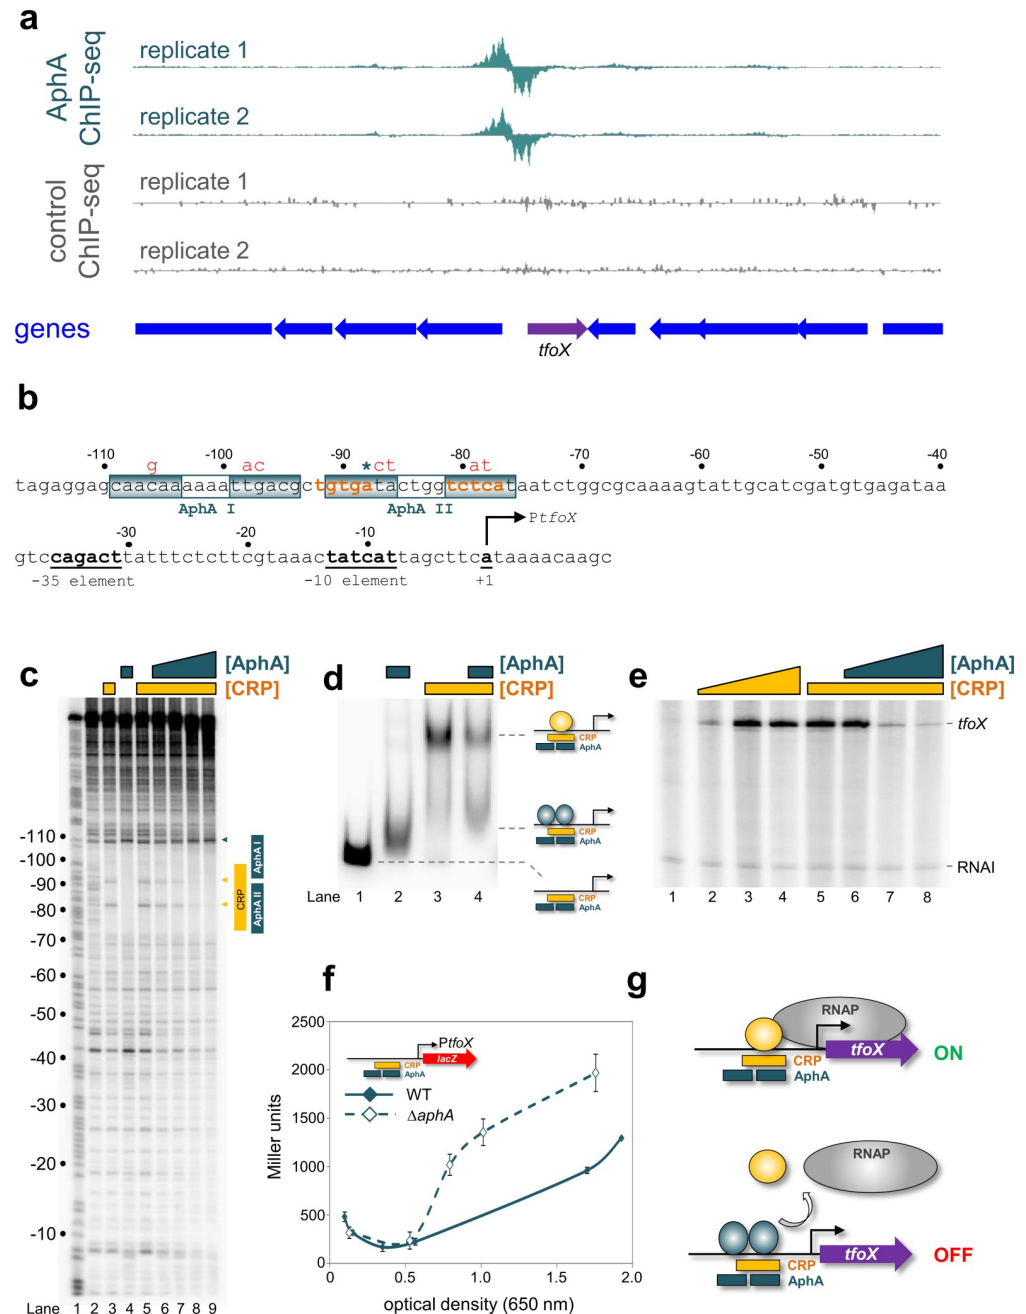 a
AphA
ChIP-seq
replicate 1
replicate 2
control
ChIP-seq
replicate 1
replicate 2
genes
tfoX
b
-110 -100 -90 -80 -70 -60 -50 -40
g ac *ct at
tagaggagcaacaaaaaattgacgctgtgatactggtctcataatctggcgcaaaagtattgcatcgatgtgagataa
AphA I AphA II
PtfoX
-30 -20 -10
gtccagacttatttctcttcgtaaactatcattagcttcataaaacaagc
-35 element -10 element +1
c
[AphA]
[CRP]
-110
-100
-90
-80
-70
-60
-50
-40
-30
-20
-10
AphA I
CRP
AphA II
Lane 1 2 3 4 5 6 7 8 9
d
[AphA]
[CRP]
CRP
AphA
CRP
AphA
CRP
AphA
Lane 1 2 3 4
e
[AphA]
[CRP]
tfoX
RNAI
1 2 3 4 5 6 7 8
f
2500
2000
1500
1000
500
0
Miller units
PtfoX
lacZ
CRP
AphA
WT
ΔaphA
0 0.5 1.0 1.5 2.0
optical density (650 nm)
g
RNAP
tfoX ON
CRP
AphA
RNAP
tfoX OFF
CRP
AphA